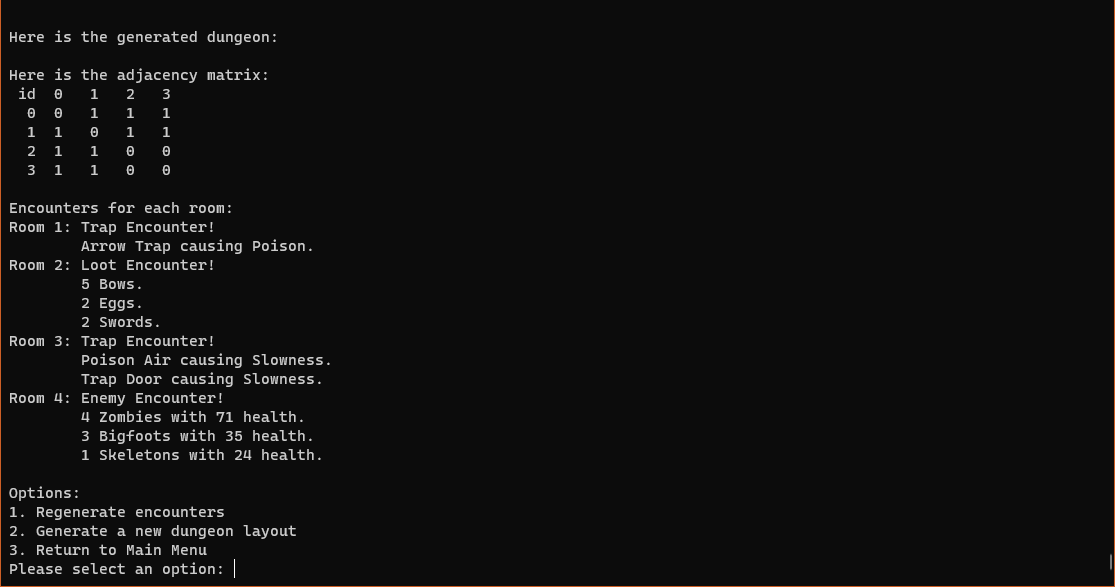 Here is the generated dungeon:
Here is the adjacency matrix:
id 0 1 2 3
0 0 1 1 1
1 1 0 1 1
2 1 1 0 0
3 1 1 0 0
Encounters for each room:
Room 1: Trap Encounter!
Arrow Trap causing Poison.
Room 2: Loot Encounter!
5 Bows.
2 Eggs.
2 Swords.
Room 3: Trap Encounter!
Poison Air causing Slowness.
Trap Door causing Slowness.
Room 4: Enemy Encounter!
4 Zombies with 71 health.
3 Bigfoots with 35 health.
1 Skeletons with 24 health.
Options:
1. Regenerate encounters
2. Generate a new dungeon layout
3. Return to Main Menu
Please select an option: